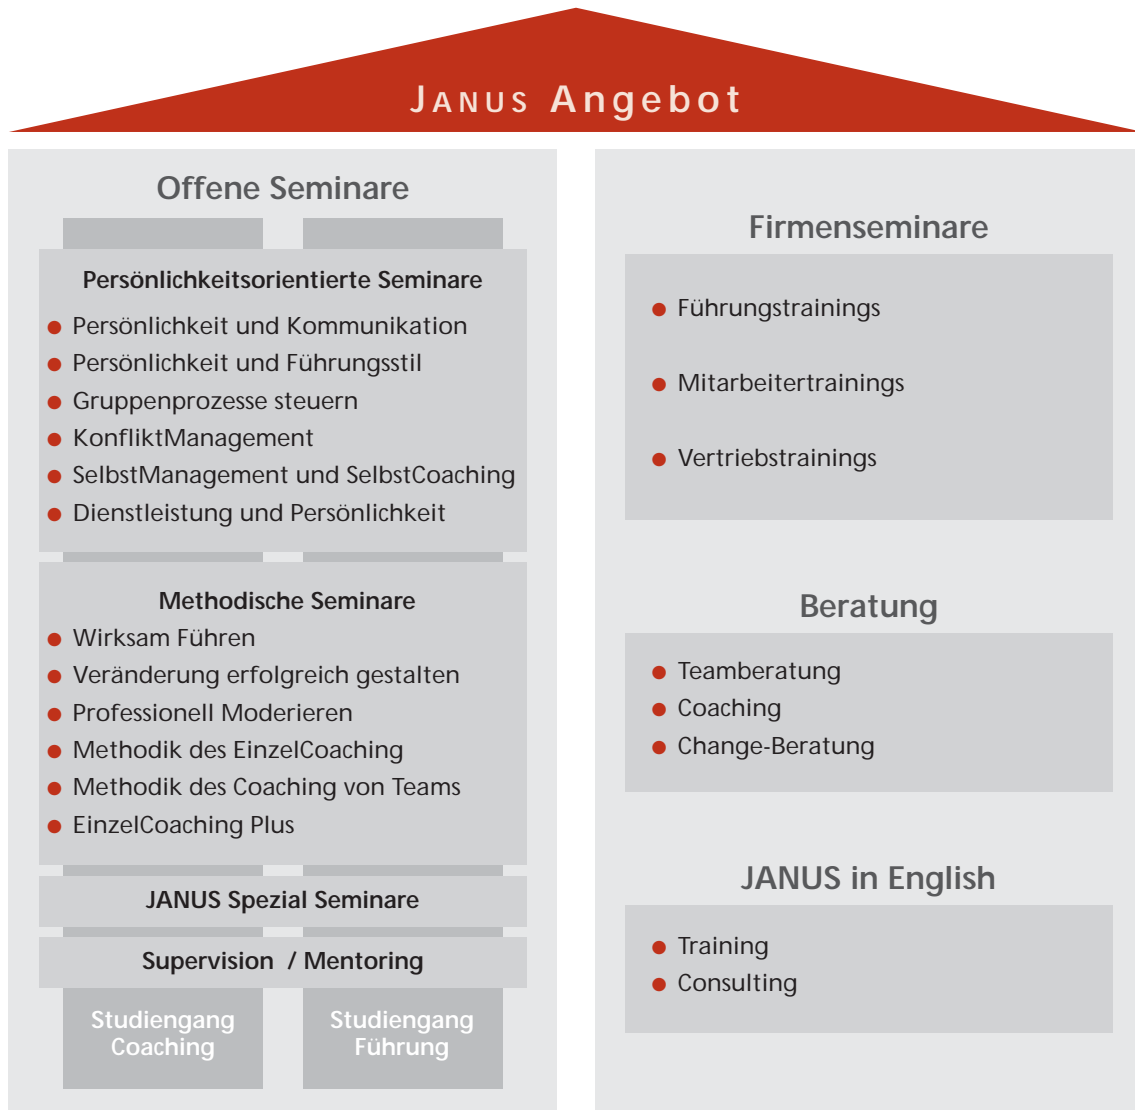 JANUS Angebot
Offene Seminare
Persönlichkeitsorientierte Seminare
Persönlichkeit und Kommunikation
Persönlichkeit und Führungsstil
Gruppenprozesse steuern
KonfliktManagement
SelbstManagement und SelbstCoaching
Dienstleistung und Persönlichkeit
Methodische Seminare
Wirksam Führen
Veränderung erfolgreich gestalten
Professionell Moderieren
Methodik des EinzelCoaching
Methodik des Coaching von Teams
EinzelCoaching Plus
JANUS Spezial Seminare
Supervision / Mentoring
Studiengang
Coaching
Studiengang
Führung
Firmenseminare
Führungstrainings
Mitarbeitertrainings
Vertriebstrainings
Beratung
Teamberatung
Coaching
Change-Beratung
JANUS in English
Training
Consulting